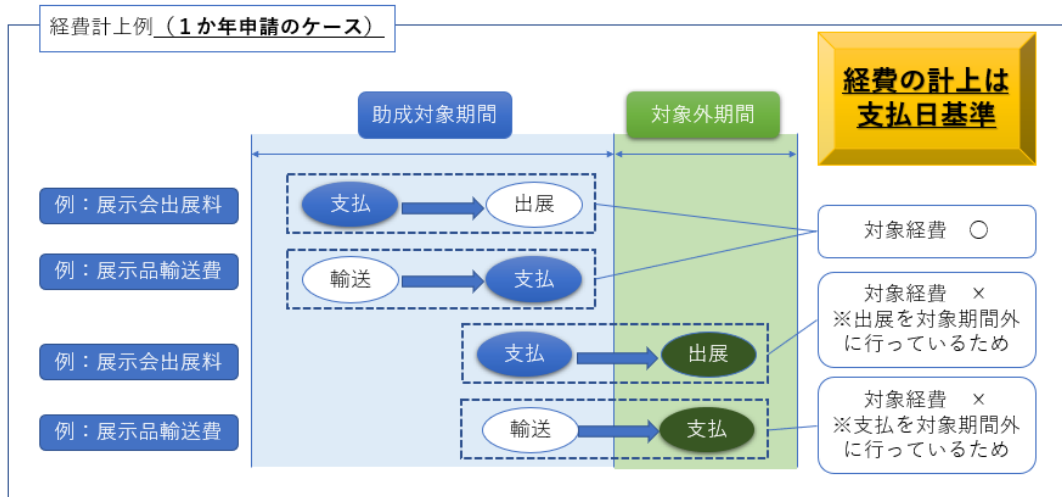 経費計上例（１か年申請のケース）
経費の計上は
支払日基準
助成対象期間
対象外期間
例：展示会出展料
支払
出展
対象経費　○
例：展示品輸送費
輸送
支払
対象経費　×
※出展を対象期間外
に行っているため
例：展示会出展料
支払
出展
対象経費　×
※支払を対象期間外
に行っているため
例：展示品輸送費
輸送
支払